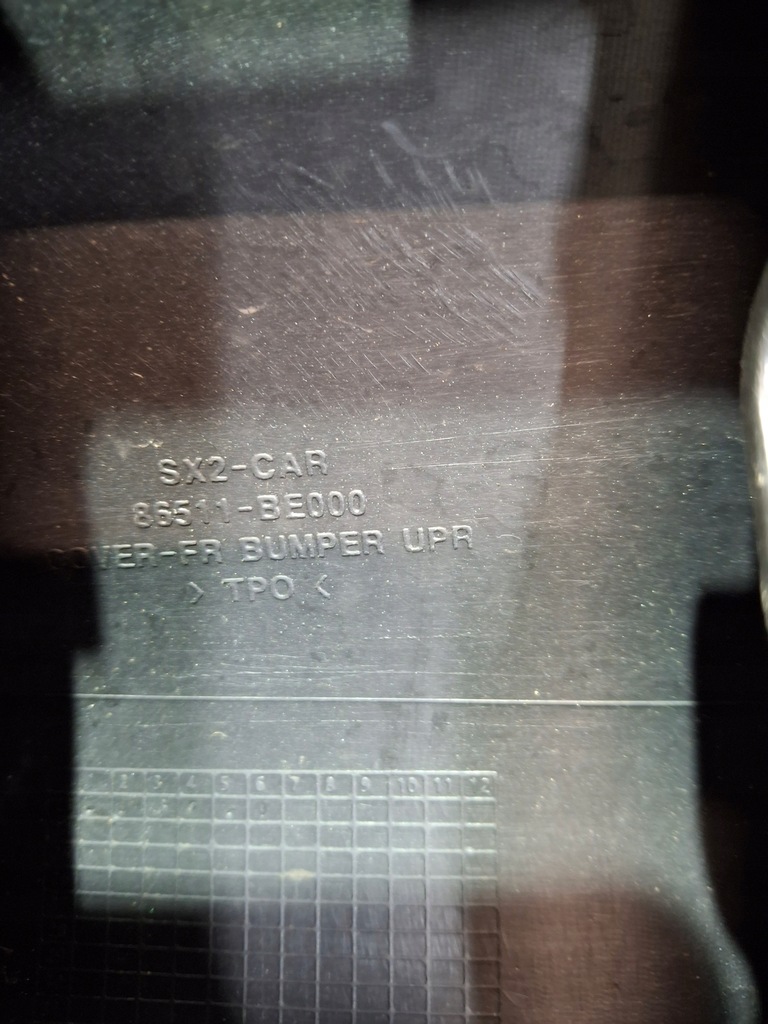 SX2-CAR
86511-BE000
COVER-FR BUMPER UPR
> TPO <
2 3 4 5 6 7 8 9 10 11 12